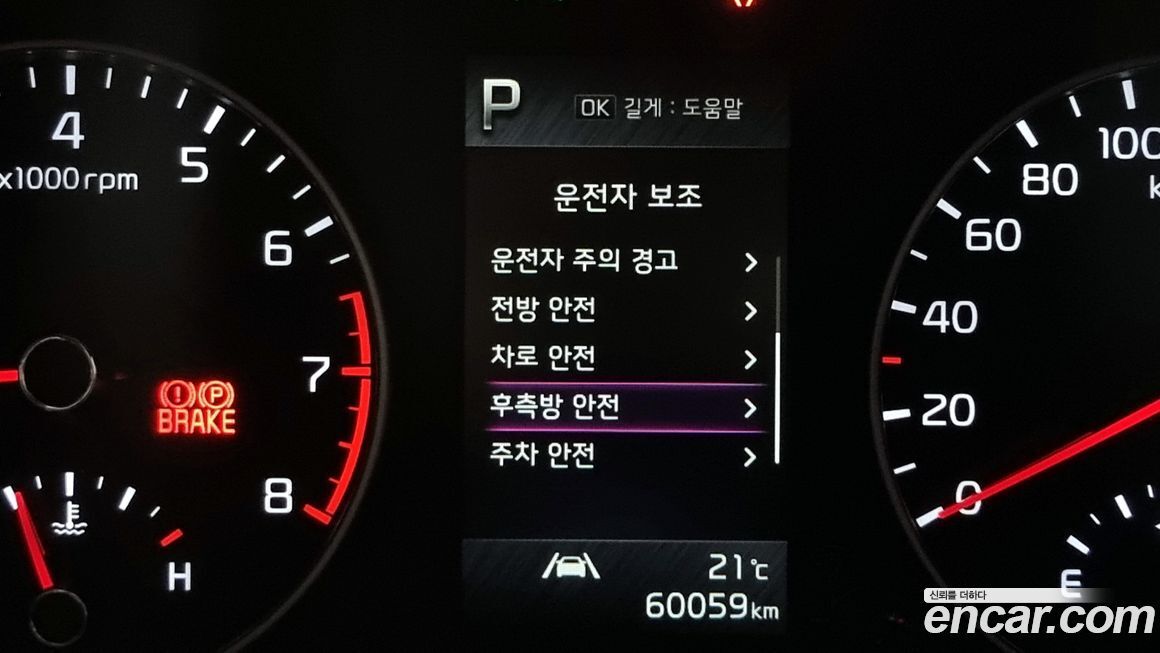 P
OK 길게 : 도움말
운전자 보조
운전자 주의 경고
전방 안전
차로 안전
후측방 안전
주차 안전
21℃
60059km
4
5
6
7
8
x1000rpm
BRAKE
P
H
100
80
60
40
20
0
E
신뢰를 더하다
encar.com